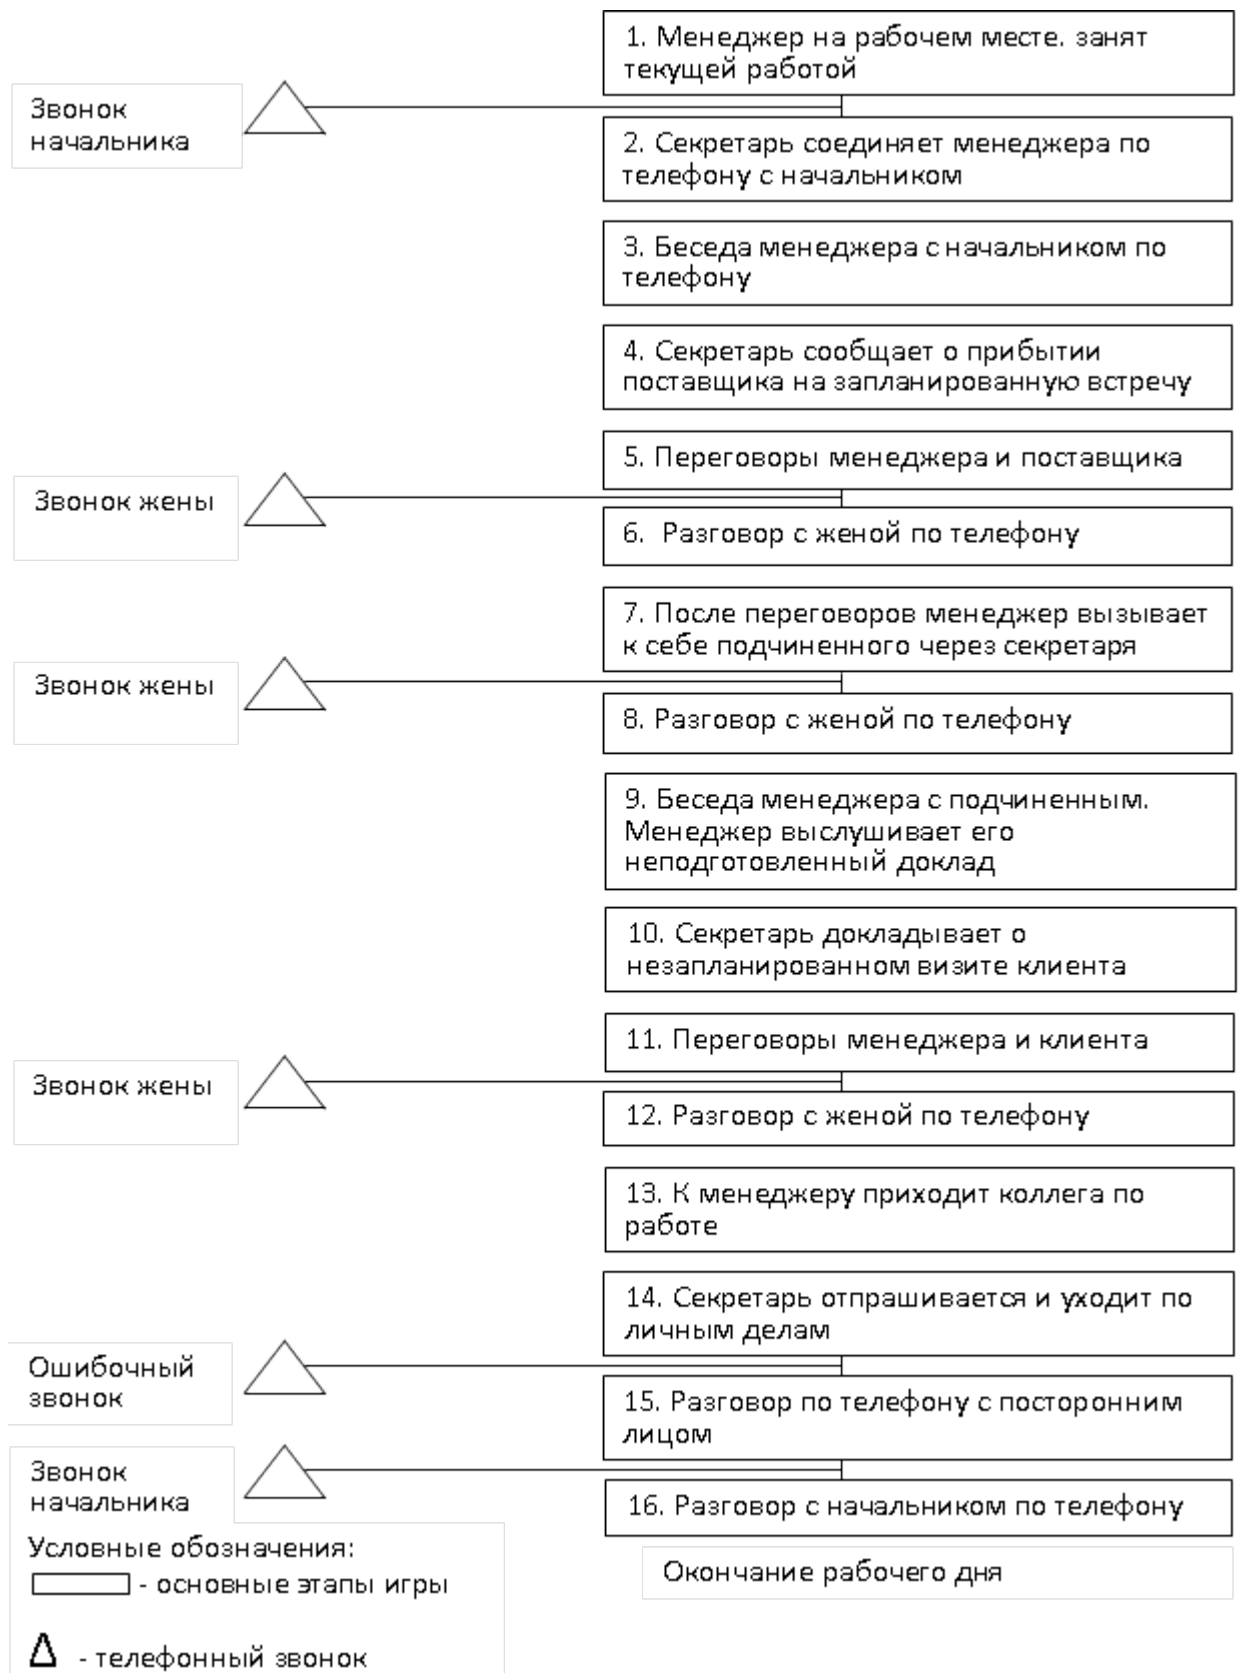 1. Менеджер на рабочем месте. занят
текущей работой
Звонок
начальника
2. Секретарь соединяет менеджера по
телефону с начальником
3. Беседа менеджера с начальником по
телефону
4. Секретарь сообщает о прибытии
поставщика на запланированную встречу
5. Переговоры менеджера и поставщика
Звонок жены
6. Разговор с женой по телефону
7. После переговоров менеджер вызывает
к себе подчиненного через секретаря
Звонок жены
8. Разговор с женой по телефону
9. Беседа менеджера с подчиненным.
Менеджер выслушивает его
неподготовленный доклад
10. Секретарь докладывает о
незапланированном визите клиента
11. Переговоры менеджера и клиента
Звонок жены
12. Разговор с женой по телефону
13. К менеджеру приходит коллега по
работе
14. Секретарь отпрашивается и уходит по
личным делам
Ошибочный
звонок
15. Разговор по телефону с посторонним
лицом
Звонок
начальника
16. Разговор с начальником по телефону
Окончание рабочего дня
Условные обозначения:
- основные этапы игры
Δ - телефонный звонок